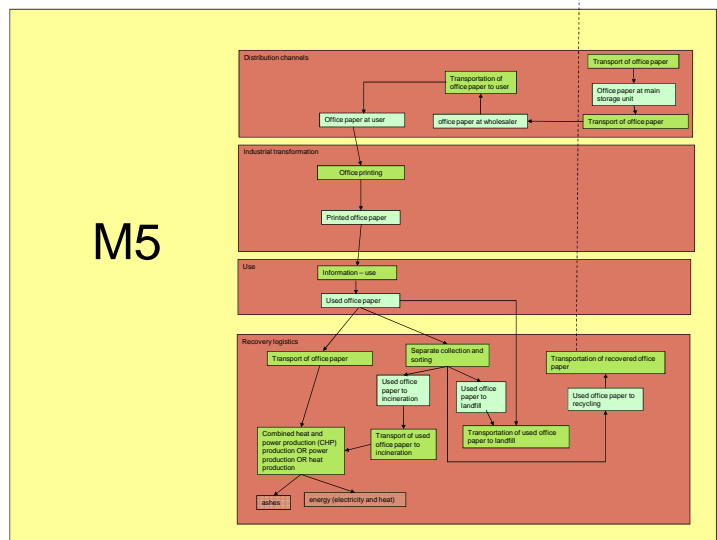 Distribution channels
Transport of office paper
Transportation of
office paper to user
Office paper at main
storage unit
Office paper at user
office paper at wholesaler
Transport of office paper
Industrial transformation
Office printing
Printed office paper
M5
Use
Information – use
Used office paper
Recovery logistics
Transport of office paper
Separate collection and
sorting
Transportation of recovered office
paper
Used office
paper to
incineration
Used office
paper to
landfill
Used office paper to
recycling
Combined heat and
power production (CHP)
production OR power
production OR heat
production
Transport of used
office paper to
incineration
Transportation of used office
paper to landfill
ashes
energy (electricity and heat)